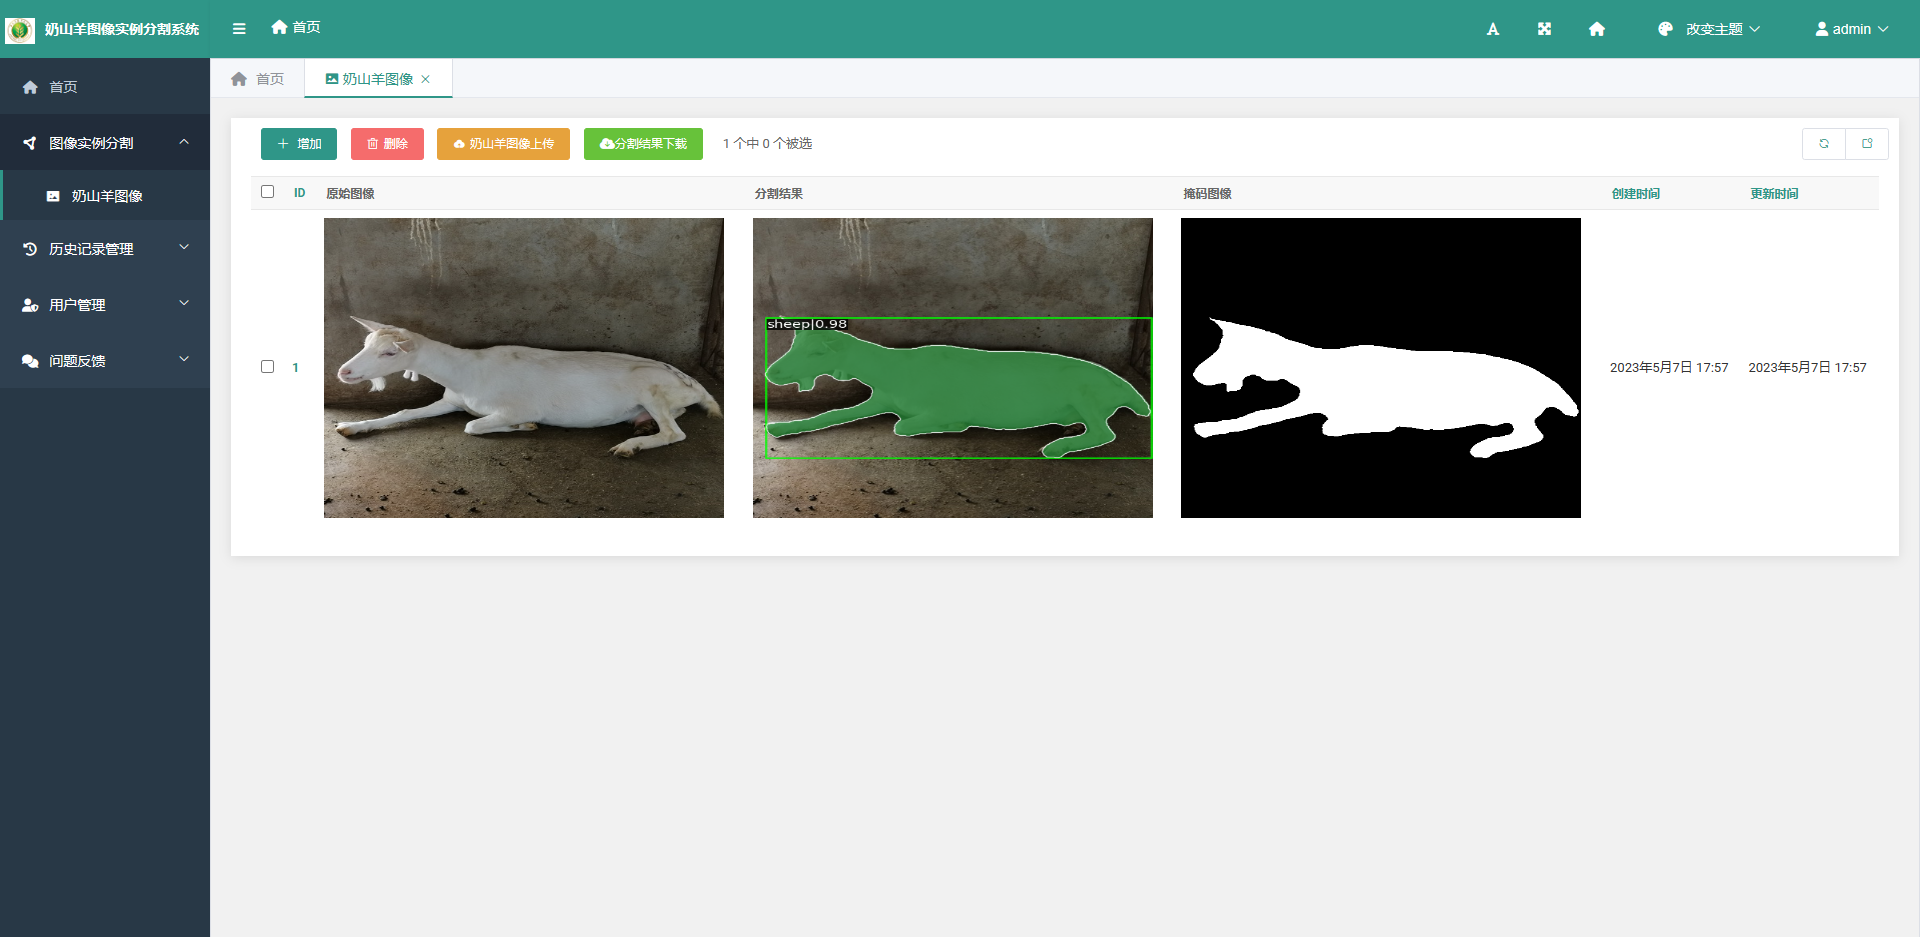 奶山羊图像实例分割系统
首页
改变主题
admin
首页
图像实例分割
奶山羊图像
历史记录管理
用户管理
问题反馈
首页
奶山羊图像
增加
删除
奶山羊图像上传
分割结果下载
1 个中 0 个被选
ID
原始图像
分割结果
掩码图像
创建时间
更新时间
1
sheep|0.98
2023年5月7日 17:57
2023年5月7日 17:57